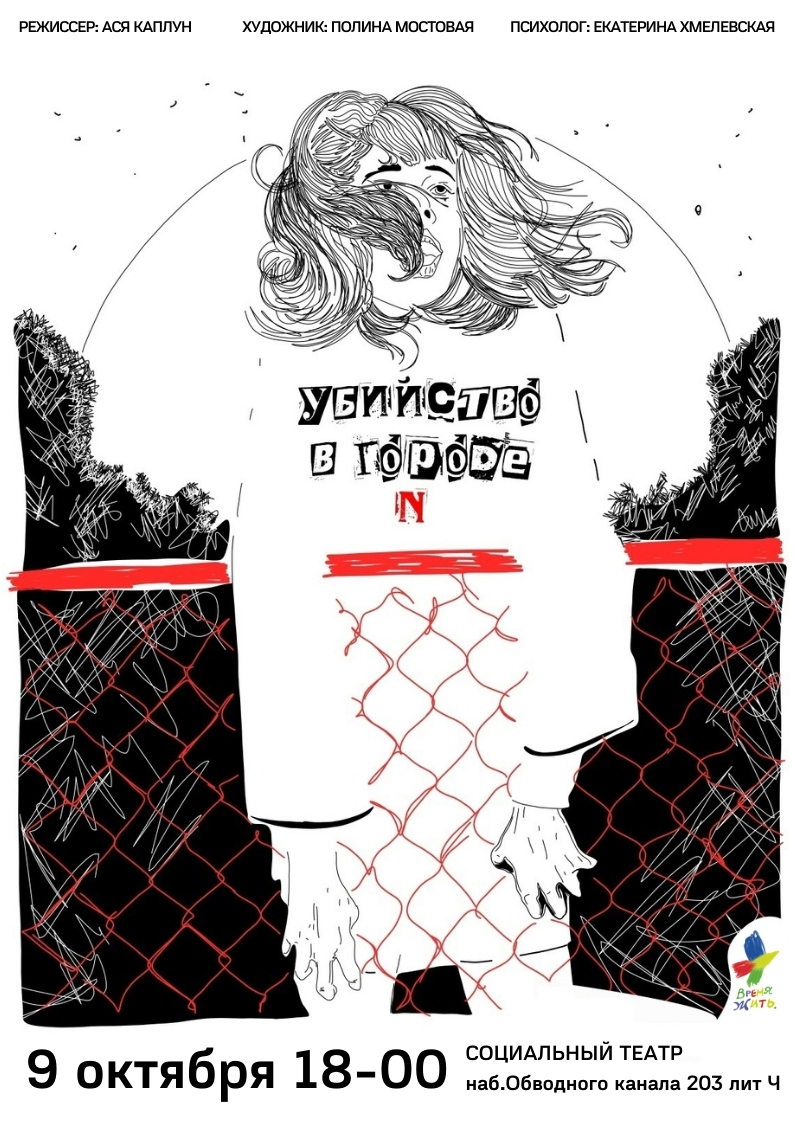 РЕЖИССЕР: АСЯ КАПЛУН ХУДОЖНИК: ПОЛИНА МОСТОВАЯ ПСИХОЛОГ: ЕКАТЕРИНА ХМЕЛЕВСКАЯ
УБИЙСТВО
В ГОРОДЕ
N
ВРЕМЯ
ЖИТЬ.
9 октября 18-00
СОЦИАЛЬНЫЙ ТЕАТР
наб.Обводного канала 203 лит Ч